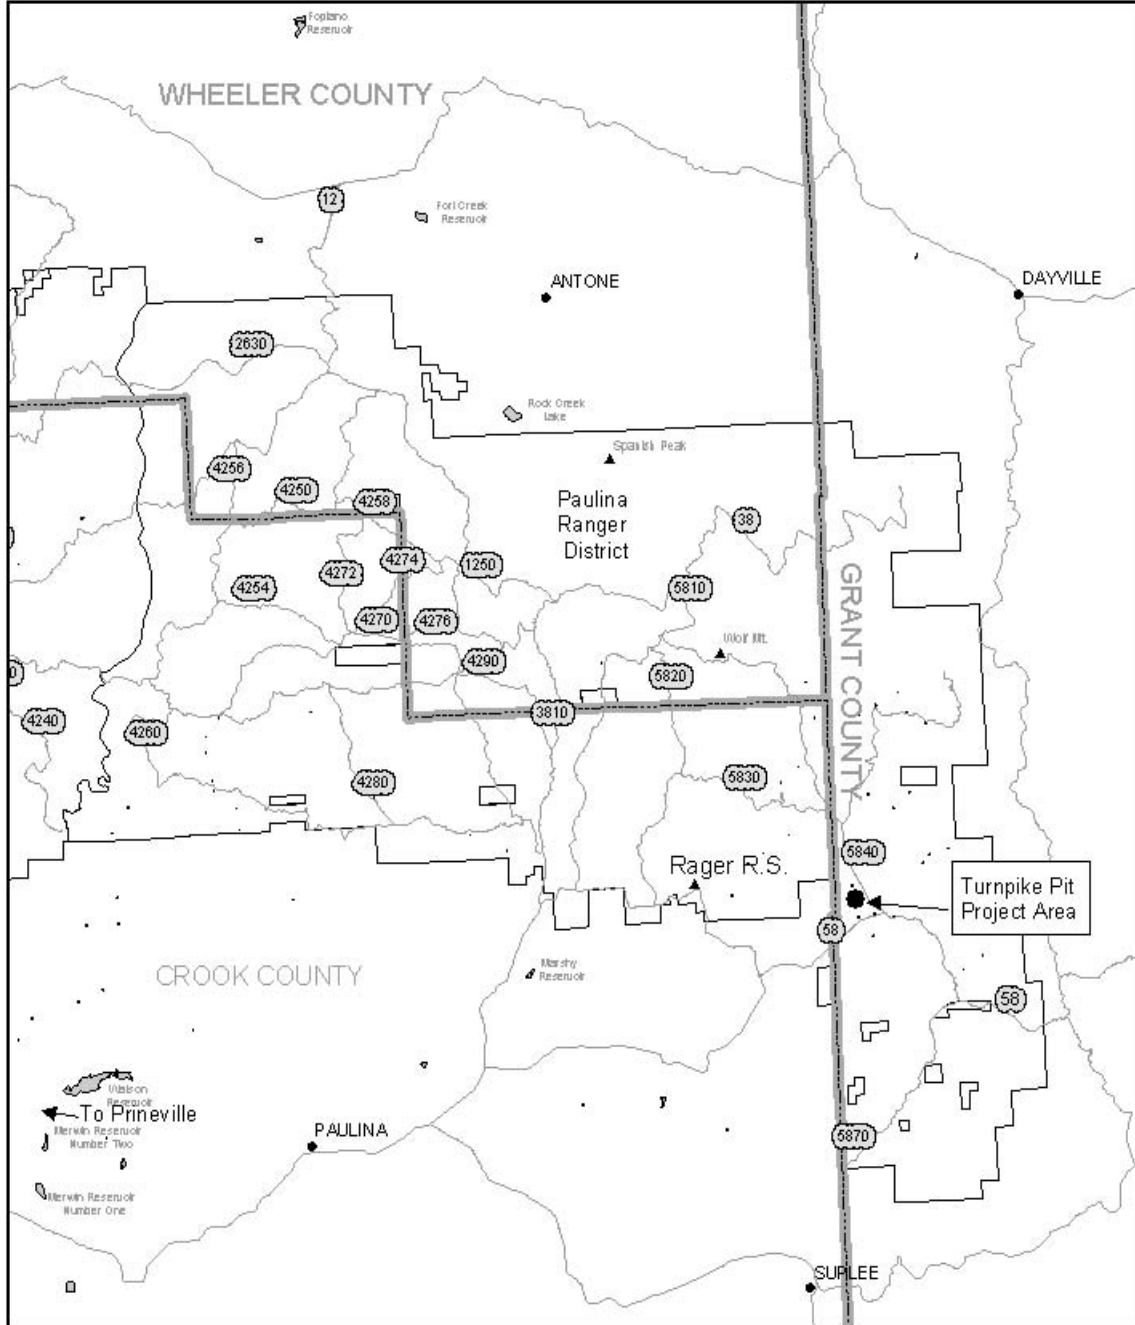 Foplano
Reservoir
WHEELER COUNTY
12
Fort Creek
Reservoir
ANTONE
DAYVILLE
2630
Rock Creek
Lake
Spanish Peak
4256
4250
4258
Paulina
Ranger
District
38
4274
1250
4272
4254
5810
GRANT COUNTY
4270
4276
Wolf Mt.
4290
5820
4240
4260
3810
4280
5830
5840
Rager R.S.
Turnpike Pit
Project Area
58
CROOK COUNTY
Marshy
Reservoir
58
Watson
Reservoir
To Prineville
Merwin Reservoir
Number Two
PAULINA
5870
Merwin Reservoir
Number One
SUPLEE